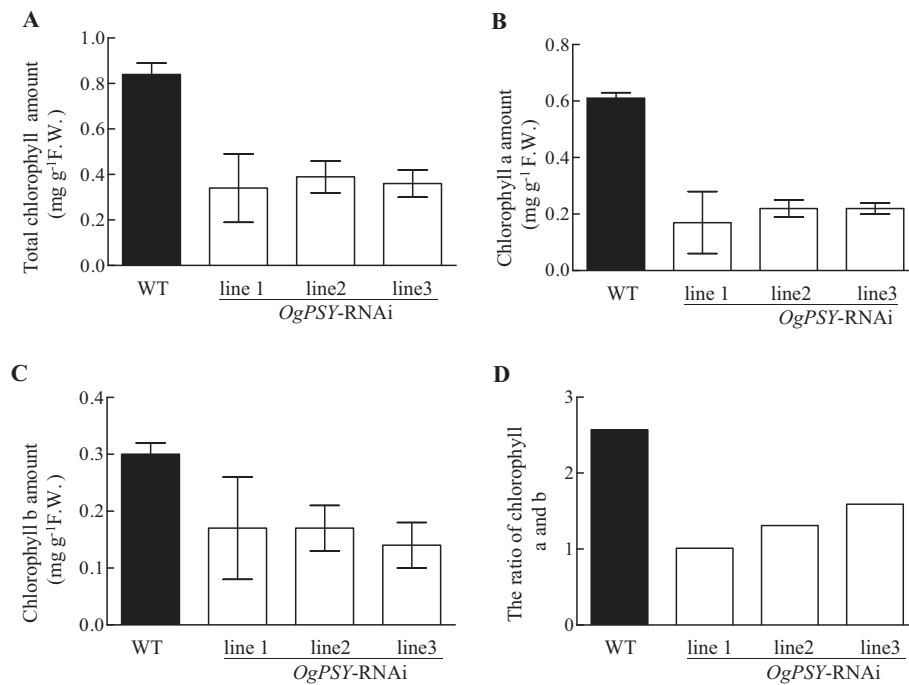 A
Total chlorophyll amount
(mg g⁻¹F.W.)
1.0
0.8
0.6
0.4
0.2
0.0
WT
line 1
line2
line3
OgPSY-RNAi
B
Chlorophyll a amount
(mg g⁻¹ F.W.)
0.8
0.6
0.4
0.2
0.0
WT
line 1
line2
line3
OgPSY-RNAi
C
Chlorophyll b amount
(mg g⁻¹F.W.)
0.4
0.3
0.2
0.1
0.0
WT
line 1
line2
line3
OgPSY-RNAi
D
The ratio of chlorophyll
a and b
3
2
1
0
WT
line 1
line2
line3
OgPSY-RNAi